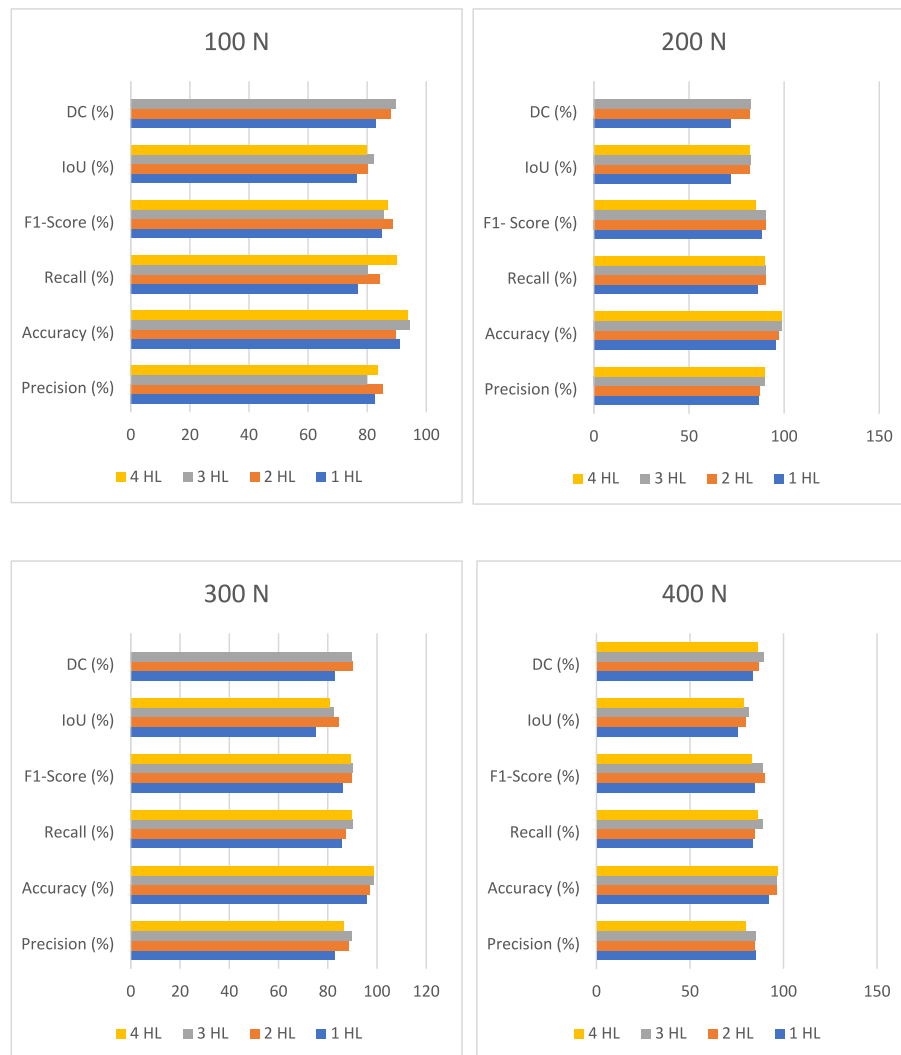 100 N
DC (%)
IoU (%)
F1-Score (%)
Recall (%)
Accuracy (%)
Precision (%)
0 20 40 60 80 100
4 HL 3 HL 2 HL 1 HL
200 N
DC (%)
IoU (%)
F1- Score (%)
Recall (%)
Accuracy (%)
Precision (%)
0 50 100 150
4 HL 3 HL 2 HL 1 HL
300 N
DC (%)
IoU (%)
F1-Score (%)
Recall (%)
Accuracy (%)
Precision (%)
0 20 40 60 80 100 120
4 HL 3 HL 2 HL 1 HL
400 N
DC (%)
IoU (%)
F1-Score (%)
Recall (%)
Accuracy (%)
Precision (%)
0 50 100 150
4 HL 3 HL 2 HL 1 HL